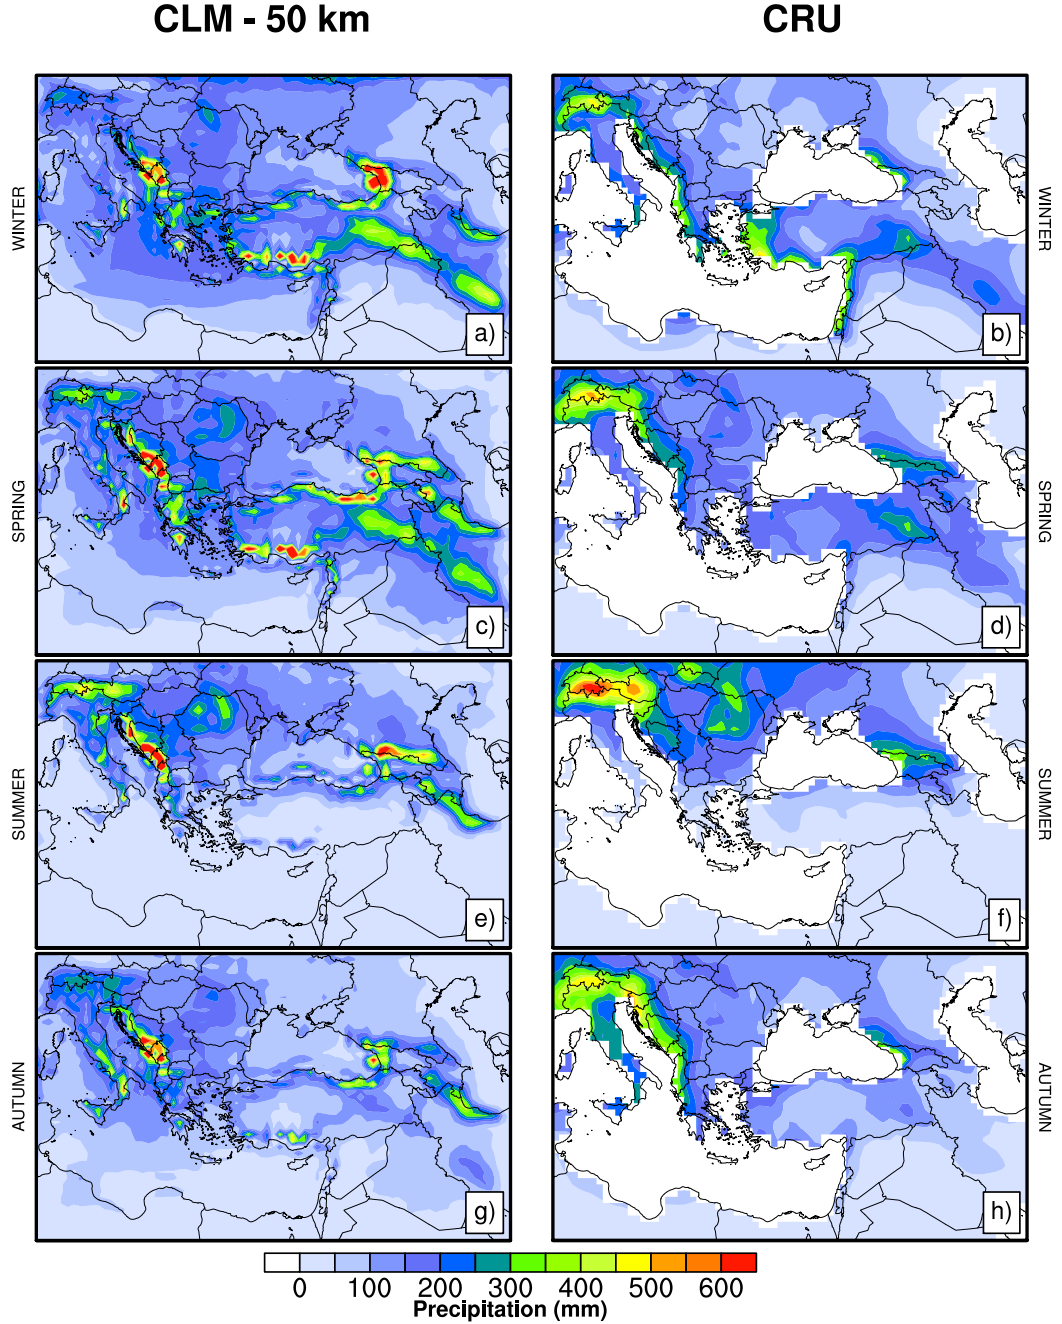 CLM - 50 km CRU
WINTER a) b) WINTER
SPRING c) d) SPRING
SUMMER e) f) SUMMER
AUTUMN g) h) AUTUMN
0 100 200 300 400 500 600
Precipitation (mm)